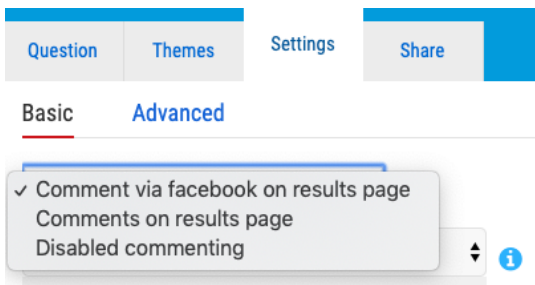 Question Themes Settings Share
Basic Advanced
✓ Comment via facebook on results page
Comments on results page
Disabled commenting
i